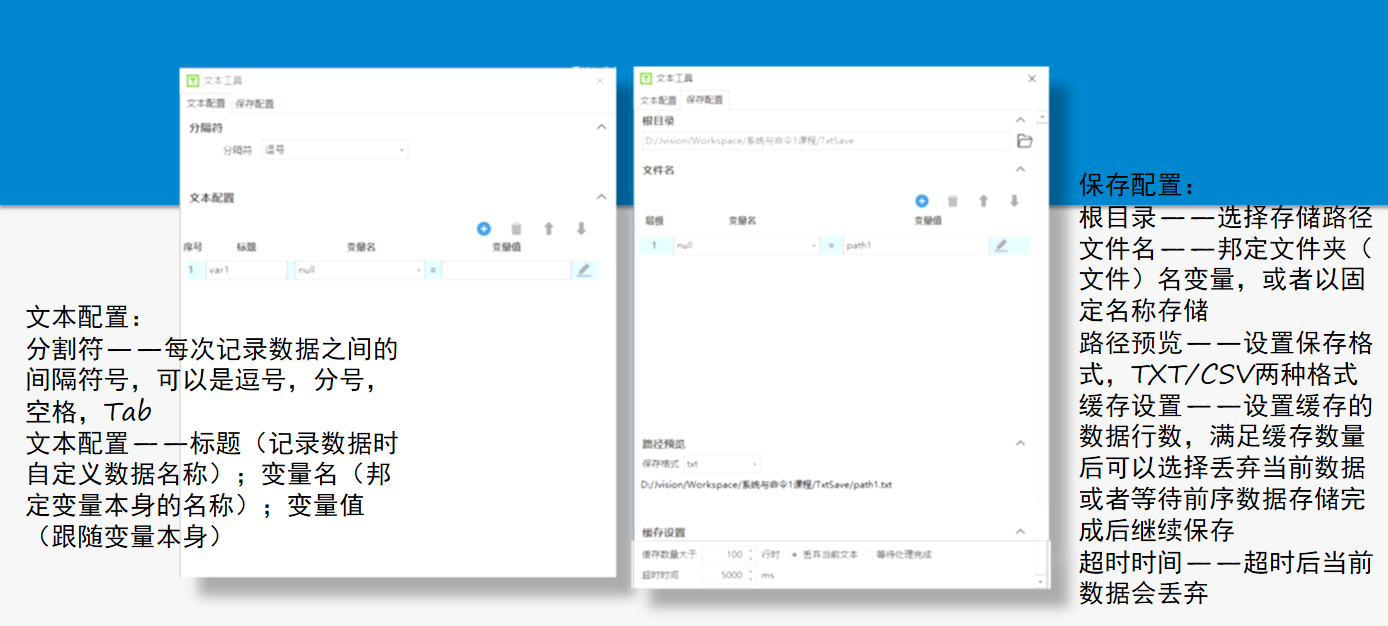 文本工具
文本配置 保存配置
分隔符
分隔符 逗号
文本配置
序号 标题 变量名 变量值
1 var1 null =
文本配置：
分割符——每次记录数据之间的
间隔符号，可以是逗号，分号，
空格，Tab
文本配置——标题（记录数据时
自定义数据名称）；变量名（邦
定变量本身的名称）；变量值
（跟随变量本身）
文本工具
文本配置 保存配置
根目录
D:/Jvision/Workspace/系统与命令1课程/TxtSave
文件名
层级 变量名 变量值
1 null = path1
路径预览
保存格式 txt
D:/Jvision/Workspace/系统与命令1课程/TxtSave/path1.txt
缓存设置
缓存数量大于 100 行时 丢弃当前文本 等待处理完成
超时时间 5000 ms
保存配置：
根目录——选择存储路径
文件名——邦定文件夹（
文件）名变量，或者以固
定名称存储
路径预览——设置保存格
式，TXT/CSV两种格式
缓存设置——设置缓存的
数据行数，满足缓存数量
后可以选择丢弃当前数据
或者等待前序数据存储完
成后继续保存
超时时间——超时后当前
数据会丢弃